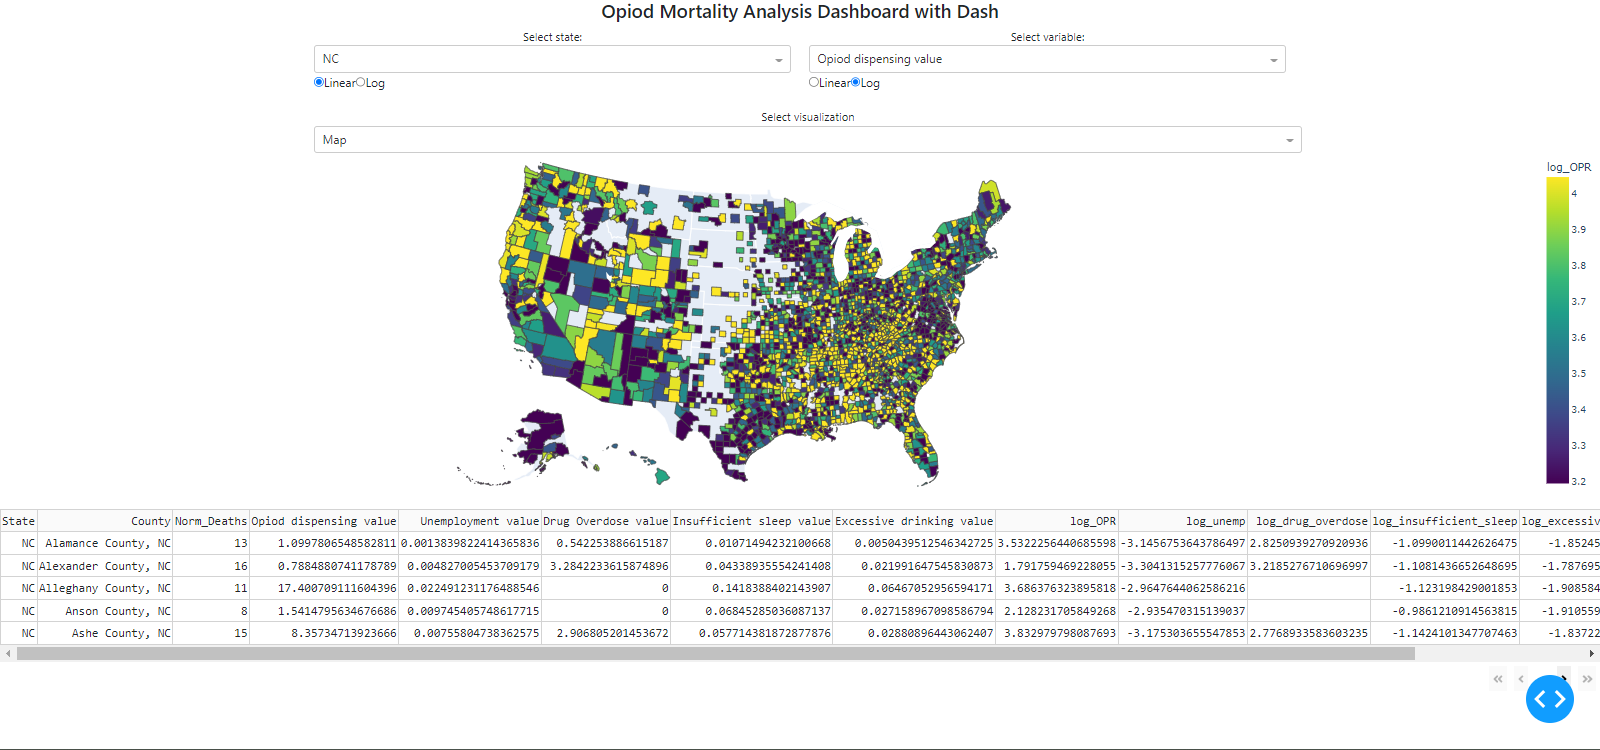 Opiod Mortality Analysis Dashboard with Dash
Select state: Select variable:
NC Opiod dispensing value
Linear Log Linear Log
Select visualization
Map
log_OPR
4
3.9
3.8
3.7
3.6
3.5
3.4
3.3
3.2
State County Norm_Deaths Opiod dispensing value Unemployment value Drug Overdose value Insufficient sleep value Excessive drinking value log_OPR log_unemp log_drug_overdose log_insufficient_sleep log_excessiv
NC Alamance County, NC 13 1.0997806548582811 0.0013839822414365836 0.542253886615187 0.01071494232100668 0.0050439512546342725 3.5322256440685598 -3.1456753643786497 2.8250939270920936 -1.0990011442626475 -1.85245
NC Alexander County, NC 16 0.7884880741178789 0.004827005453709179 3.2842233615874896 0.04338935554241408 0.021991647545830873 1.791759469228055 -3.3041315257776067 3.2185276710696997 -1.1081436652648695 -1.787695
NC Alleghany County, NC 11 17.400709111604396 0.022491231176488546 0 0.1418388402143907 0.06467052956594171 3.686376323895818 -2.9647644062586216 -1.123198429001853 -1.908584
NC Anson County, NC 8 1.5414795634676686 0.009745405748617715 0 0.06845285036087137 0.027158967098586794 2.128231705849268 -2.935470315139037 -0.9861210914563815 -1.910559
NC Ashe County, NC 15 8.35734713923666 0.00755804738362575 2.906805201453672 0.057714381872877876 0.02880896443062407 3.832979798087693 -3.175303655547853 2.7768933583603235 -1.1424101347707463 -1.83722